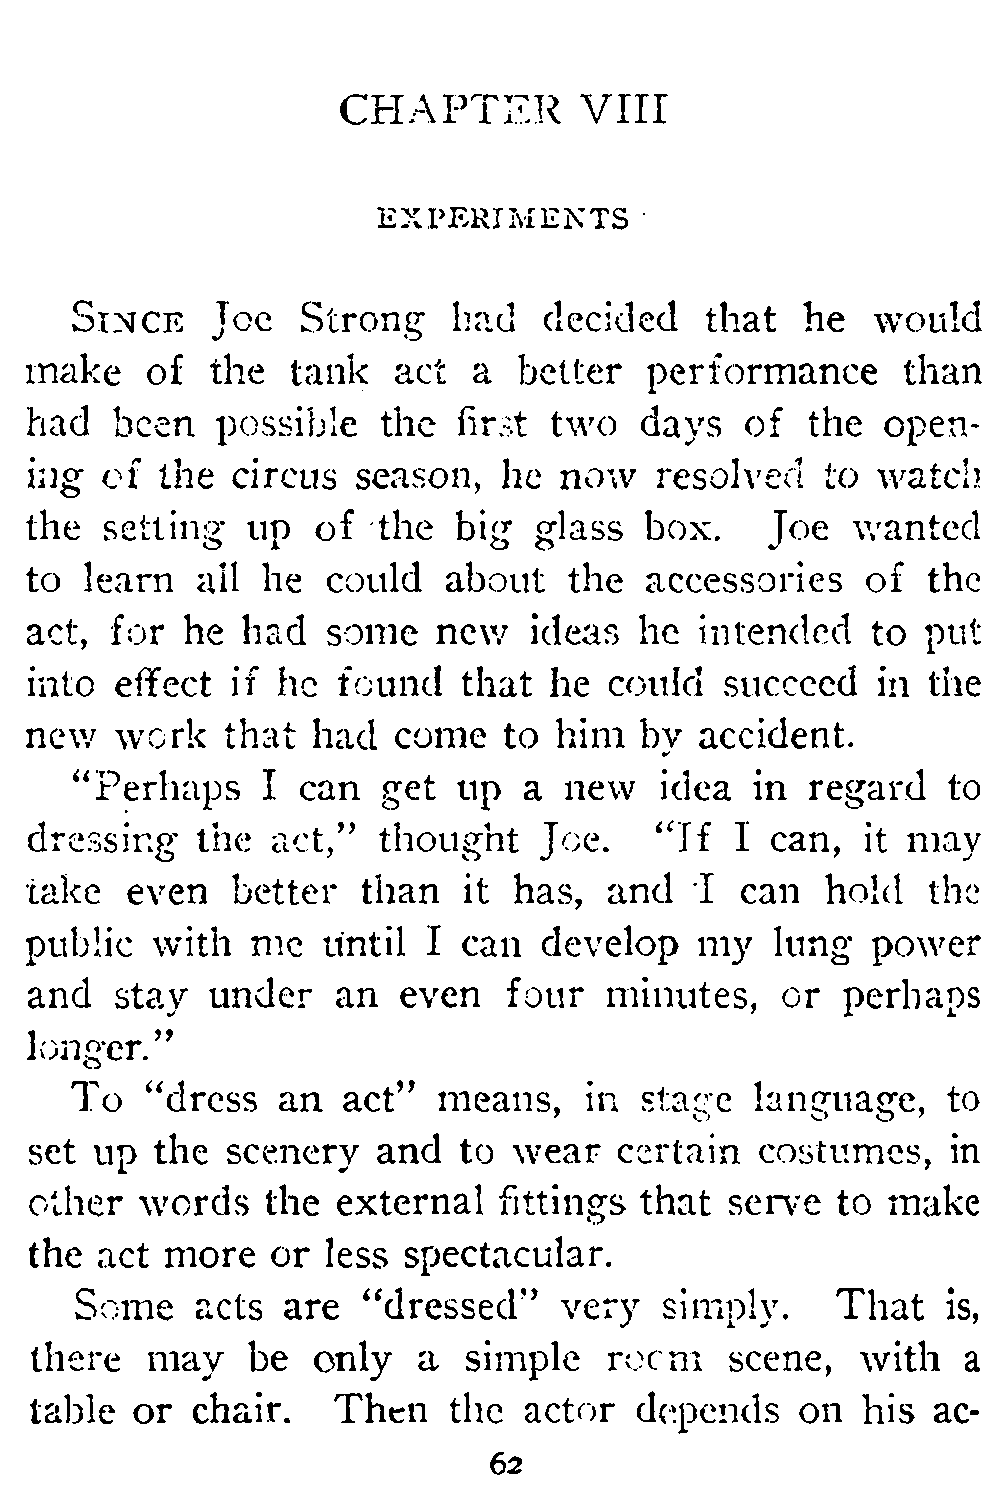 CHAPTER VIII
EXPERIMENTS
SINCE Joe Strong had decided that he would
make of the tank act a better performance than
had been possible the first two days of the open-
ing of the circus season, he now resolved to watch
the setting up of the big glass box. Joe wanted
to learn all he could about the accessories of the
act, for he had some new ideas he intended to put
into effect if he found that he could succeed in the
new work that had come to him by accident.
“Perhaps I can get up a new idea in regard to
dressing the act,” thought Joe. “If I can, it may
take even better than it has, and I can hold the
public with me until I can develop my lung power
and stay under an even four minutes, or perhaps
longer.”
To “dress an act” means, in stage language, to
set up the scenery and to wear certain costumes, in
other words the external fittings that serve to make
the act more or less spectacular.
Some acts are “dressed” very simply. That is,
there may be only a simple room scene, with a
table or chair. Then the actor depends on his ac-
62